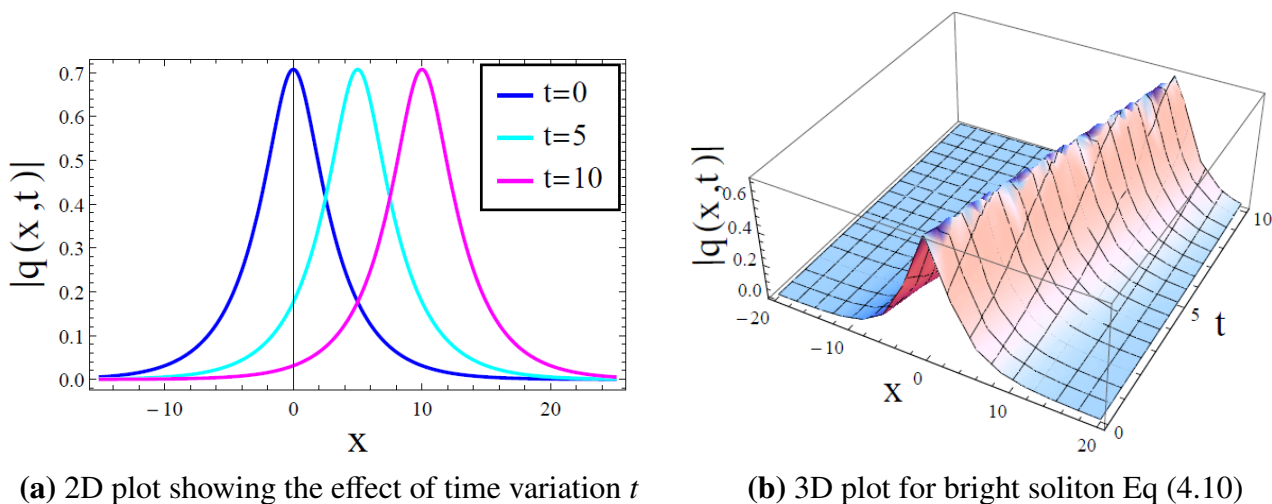 |q(x,t)|
0.7
0.6
0.5
0.4
0.3
0.2
0.1
0.0
t=0
t=5
t=10
−10
0
10
20
x
(a) 2D plot showing the effect of time variation t
|q(x,t)|
0.6
0.4
0.2
0.0
−20
−10
0
10
20
x
0
5
10
t
(b) 3D plot for bright soliton Eq (4.10)